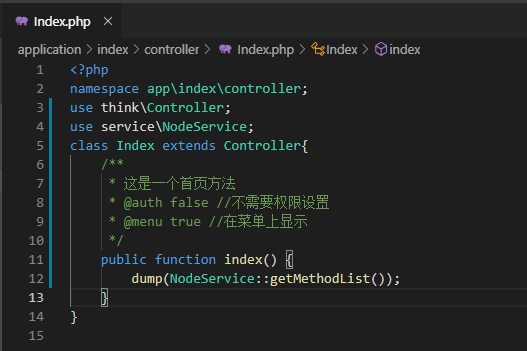 Index.php
application > index > controller > Index.php > Index > index
1 <?php
2 namespace app\index\controller;
3 use think\Controller;
4 use service\NodeService;
5 class Index extends Controller{
6 /**
7 * 这是一个首页方法
8 * @auth false //不需要权限设置
9 * @menu true //在菜单上显示
10 */
11 public function index() {
12 dump(NodeService::getMethodList());
13 }
14 }
15